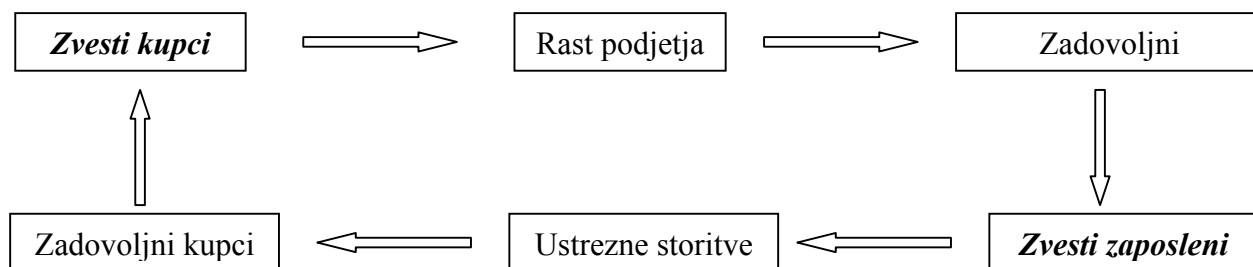 Zvesti kupci
Rast podjetja
Zadovoljni
Zadovoljni kupci
Ustrezne storitve
Zvesti zaposleni